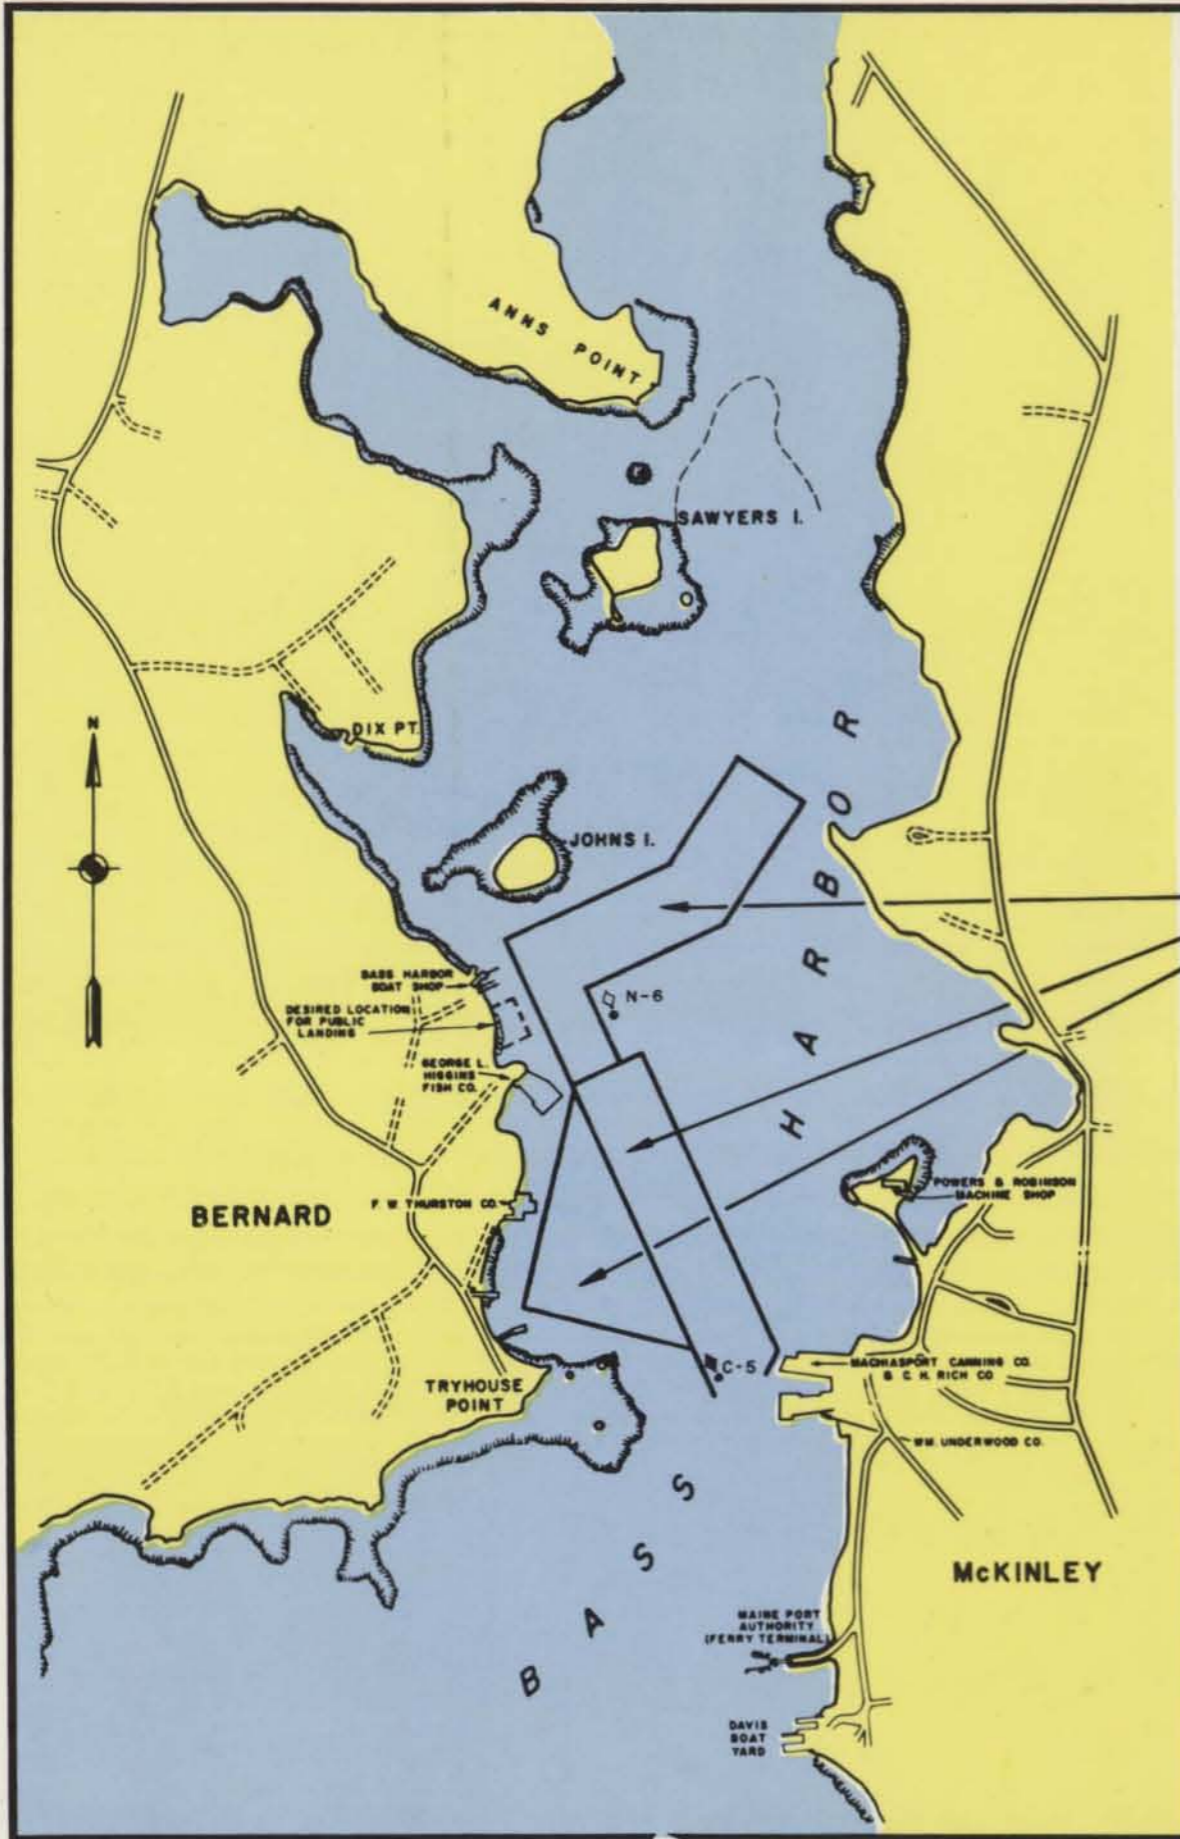 ANNS POINT
SAWYERS I.
N
DIX PT.
JOHNS I.
BASS HARBOR
BOAT SHOP
N-6
DESIRED LOCATION
FOR PUBLIC
LANDING
GEORGE L.
HIGGINS
FISH CO.
POWERS & ROBINSON
MACHINE SHOP
BERNARD
F. W. THURSTON CO.
C-5
MACHIASPORT CANNING CO.
& C. H. RICH CO.
TRYHOUSE
POINT
WM. UNDERWOOD CO.
McKINLEY
MAINE PORT
AUTHORITY
(FERRY TERMINAL)
DAVIS
BOAT
YARD
BASS HARBOR